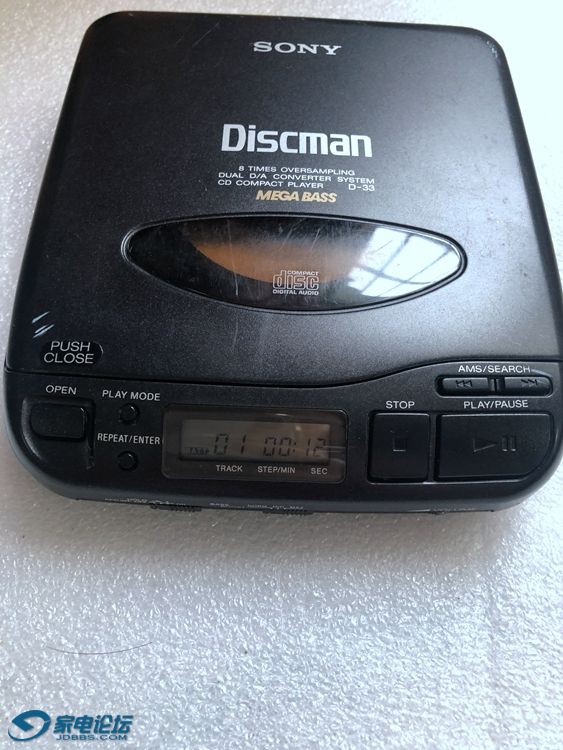 SONY
Discman
8 TIMES OVERSAMPLING
DUAL D/A CONVERTER SYSTEM
CD COMPACT PLAYER D-33
MEGA BASS
COMPACT
disc
DIGITAL AUDIO
PUSH
CLOSE
AMS/SEARCH
OPEN
PLAY MODE
STOP
PLAY/PAUSE
REPEAT/ENTER
01 00:12
TRACK STEP/MIN SEC
家电论坛
JDBBS.COM